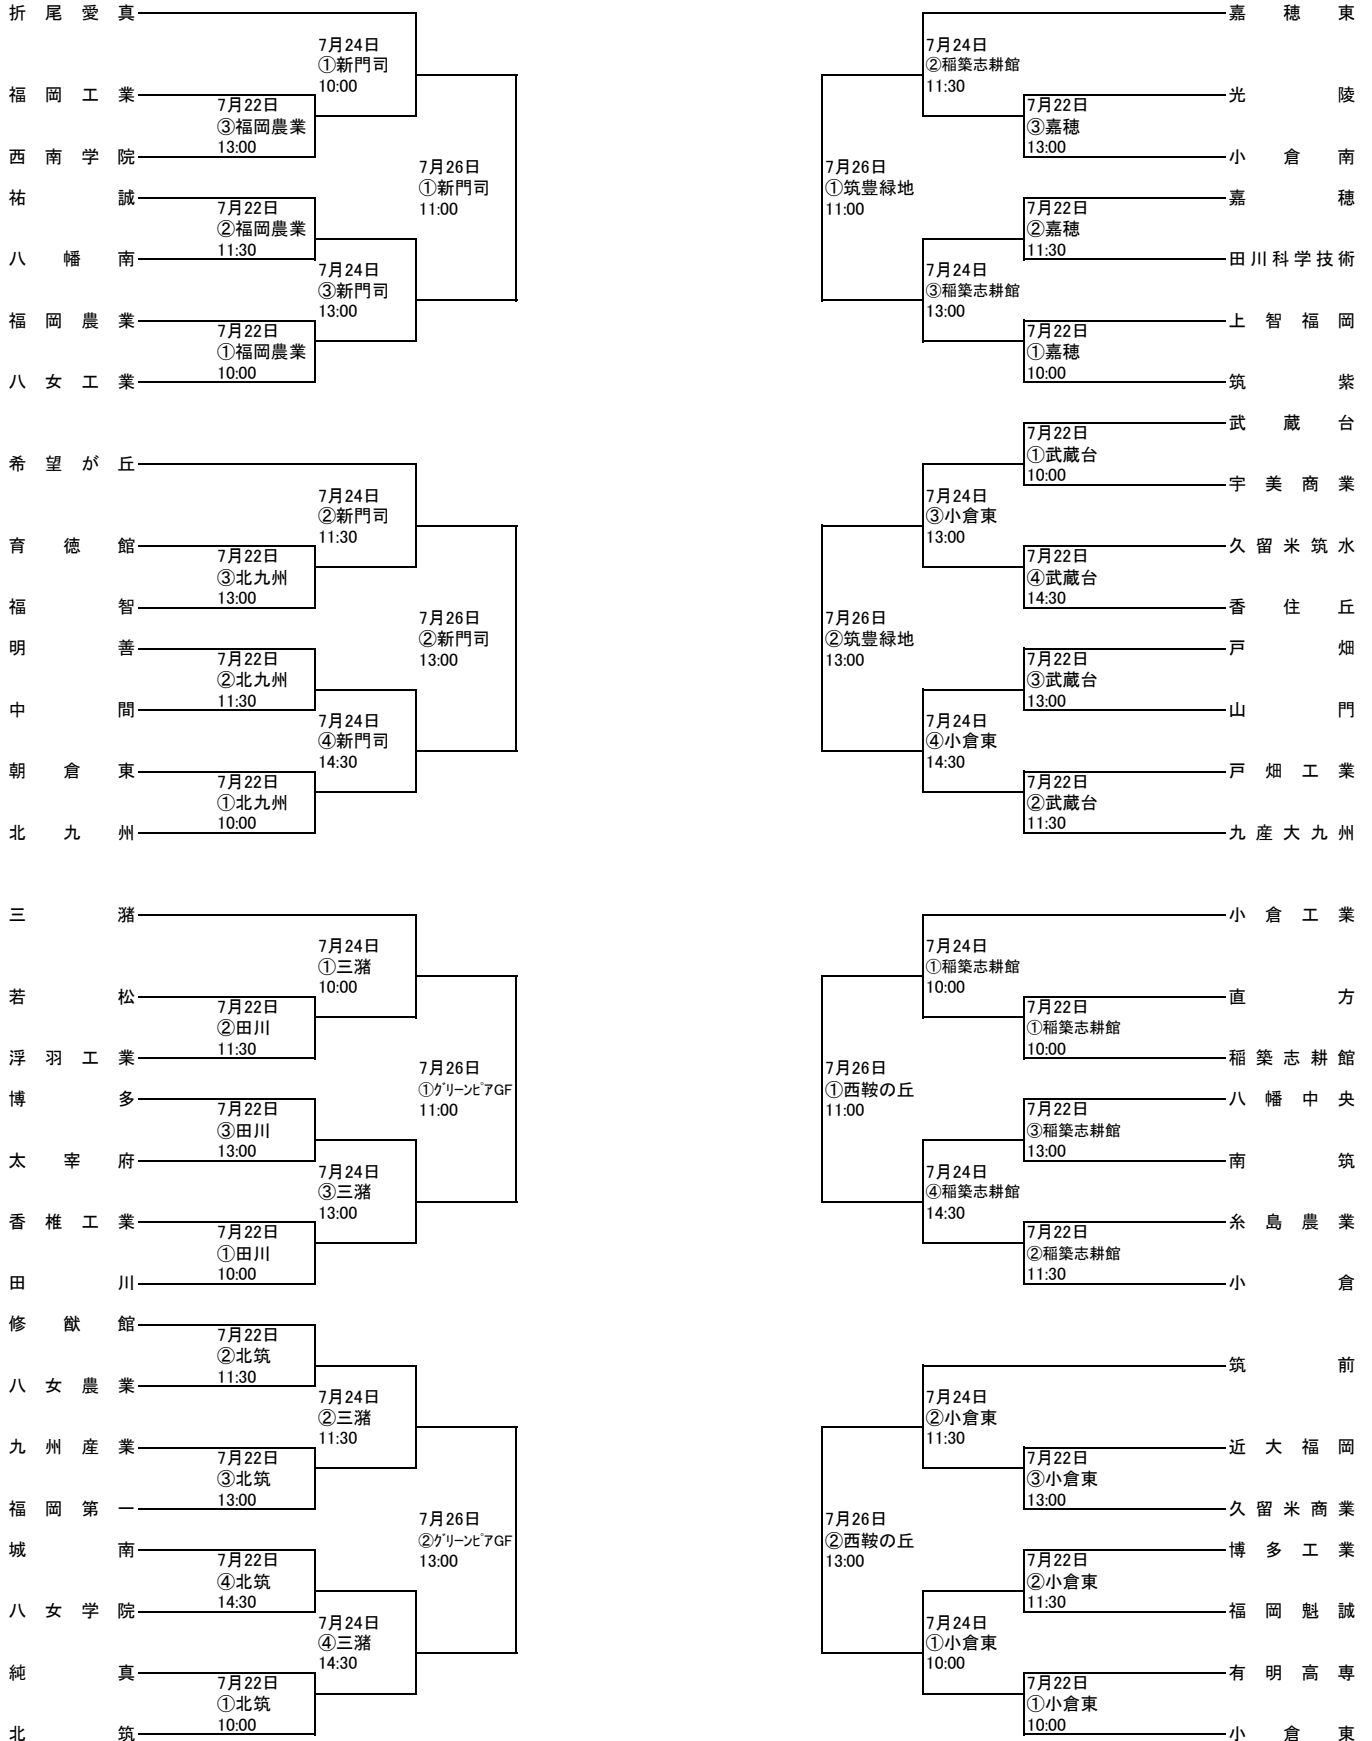 折尾愛真
7月24日
①新門司
10:00
福岡工業
7月22日
③福岡農業
13:00
西南学院
7月26日
①新門司
11:00
祐誠
7月22日
②福岡農業
11:30
八幡南
7月24日
③新門司
13:00
福岡農業
7月22日
①福岡農業
10:00
八女工業
希望が丘
7月24日
②新門司
11:30
育徳館
7月22日
③北九州
13:00
福智
7月26日
②新門司
13:00
明善
7月22日
②北九州
11:30
中間
7月24日
④新門司
14:30
朝倉東
7月22日
①北九州
10:00
北九州
三潴
7月24日
①三潴
10:00
若松
7月22日
②田川
11:30
浮羽工業
7月26日
①グリーンピアGF
11:00
博多
7月22日
③田川
13:00
太宰府
7月24日
③三潴
13:00
香椎工業
7月22日
①田川
10:00
田川
修猷館
7月22日
②北筑
11:30
八女農業
7月24日
②三潴
11:30
九州産業
7月22日
③北筑
13:00
福岡第一
7月26日
②グリーンピアGF
13:00
城南
7月22日
④北筑
14:30
八女学院
7月24日
④三潴
14:30
純真
7月22日
①北筑
10:00
北筑
嘉穂東
7月24日
②稲築志耕館
11:30
光陵
7月22日
③嘉穂
13:00
小倉南
7月26日
①筑豊緑地
11:00
嘉穂
7月22日
②嘉穂
11:30
田川科学技術
7月24日
③稲築志耕館
13:00
上智福岡
7月22日
①嘉穂
10:00
筑紫
武蔵台
7月22日
①武蔵台
10:00
宇美商業
7月24日
③小倉東
13:00
久留米筑水
7月22日
④武蔵台
14:30
香住丘
7月26日
②筑豊緑地
13:00
戸畑
7月22日
③武蔵台
13:00
山門
7月24日
④小倉東
14:30
戸畑工業
7月22日
②武蔵台
11:30
九産大九州
小倉工業
7月24日
①稲築志耕館
10:00
直方
7月22日
①稲築志耕館
10:00
稲築志耕館
7月26日
①西鞍の丘
11:00
八幡中央
7月22日
③稲築志耕館
13:00
南筑
7月24日
④稲築志耕館
14:30
糸島農業
7月22日
②稲築志耕館
11:30
小倉
筑前
7月24日
②小倉東
11:30
近大福岡
7月22日
③小倉東
13:00
久留米商業
7月26日
②西鞍の丘
13:00
博多工業
7月22日
②小倉東
11:30
福岡魁誠
7月24日
①小倉東
10:00
有明高専
7月22日
①小倉東
10:00
小倉東